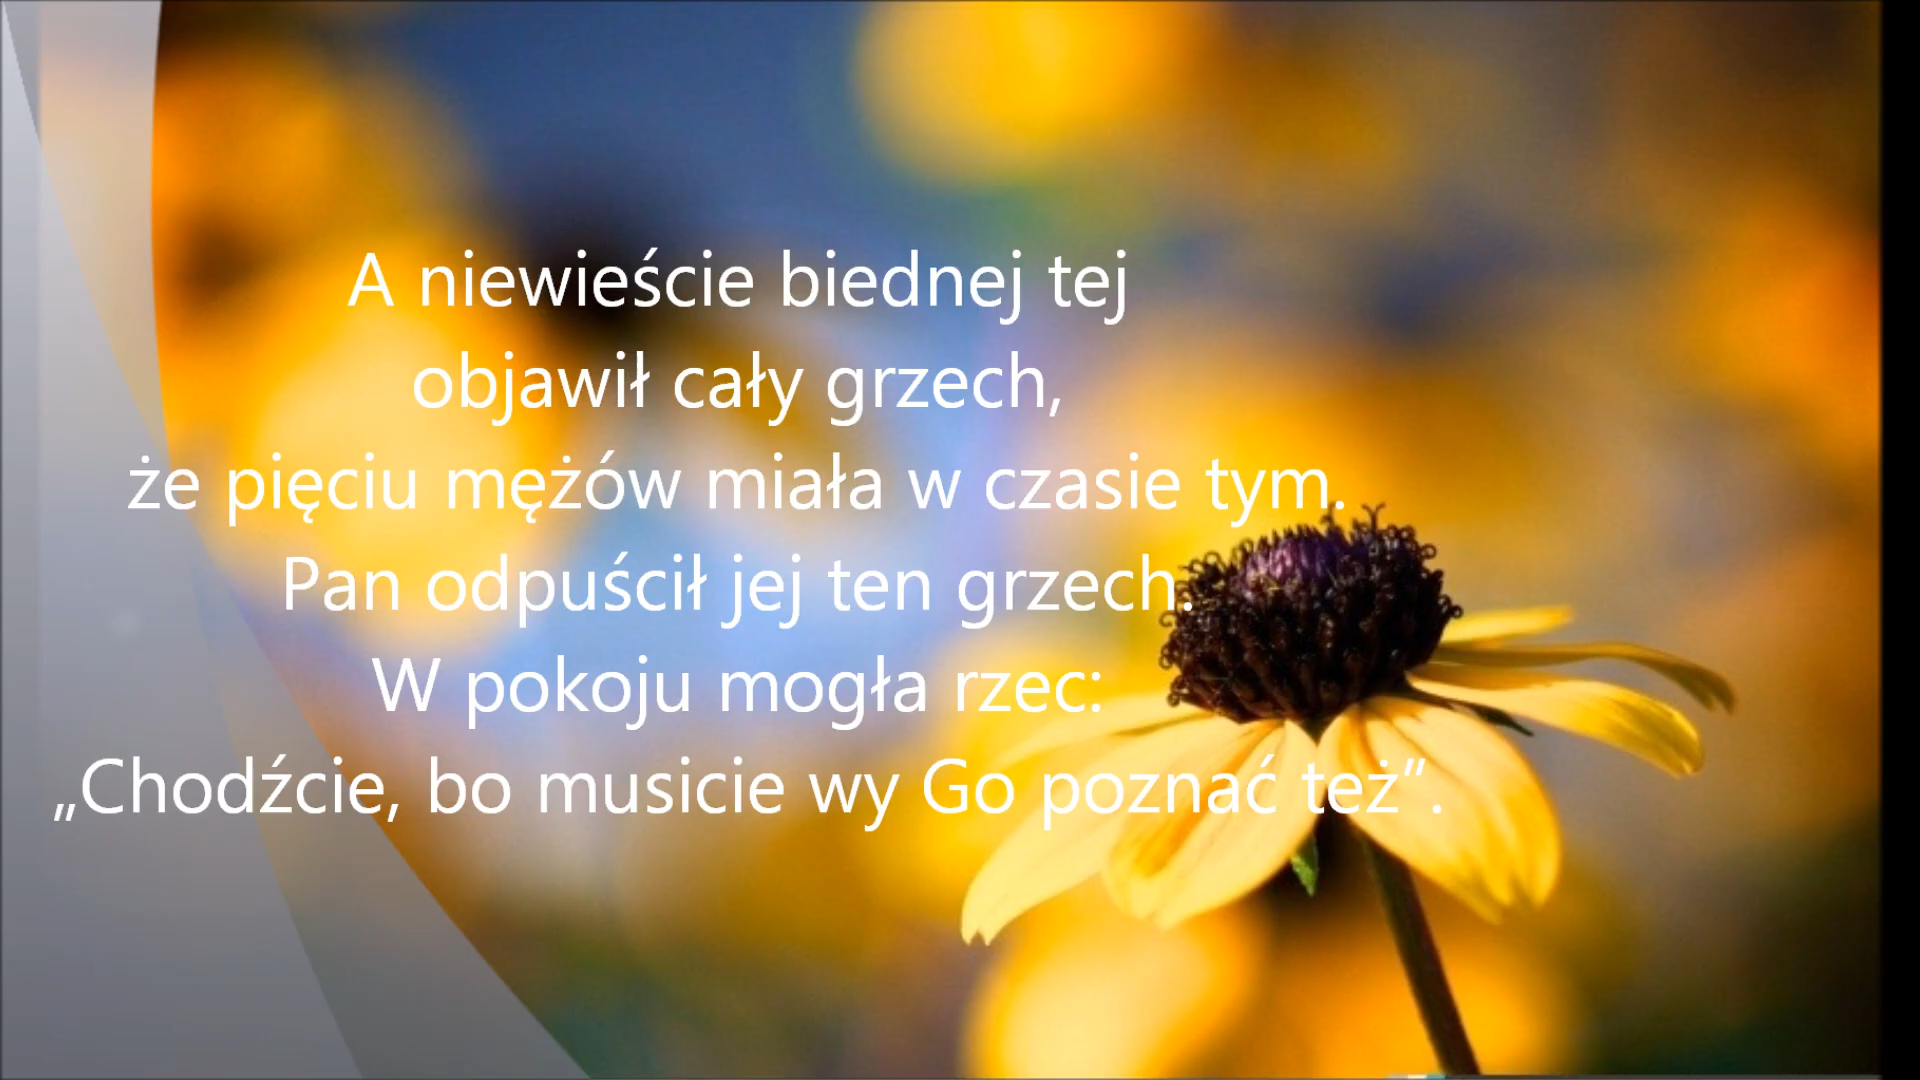 A niewieście biednej tej
objawił cały grzech,
że pięciu mężów miała w czasie tym.
Pan odpuścił jej ten grzech.
W pokoju mogła rzec:
„Chodźcie, bo musicie wy Go poznać też”.